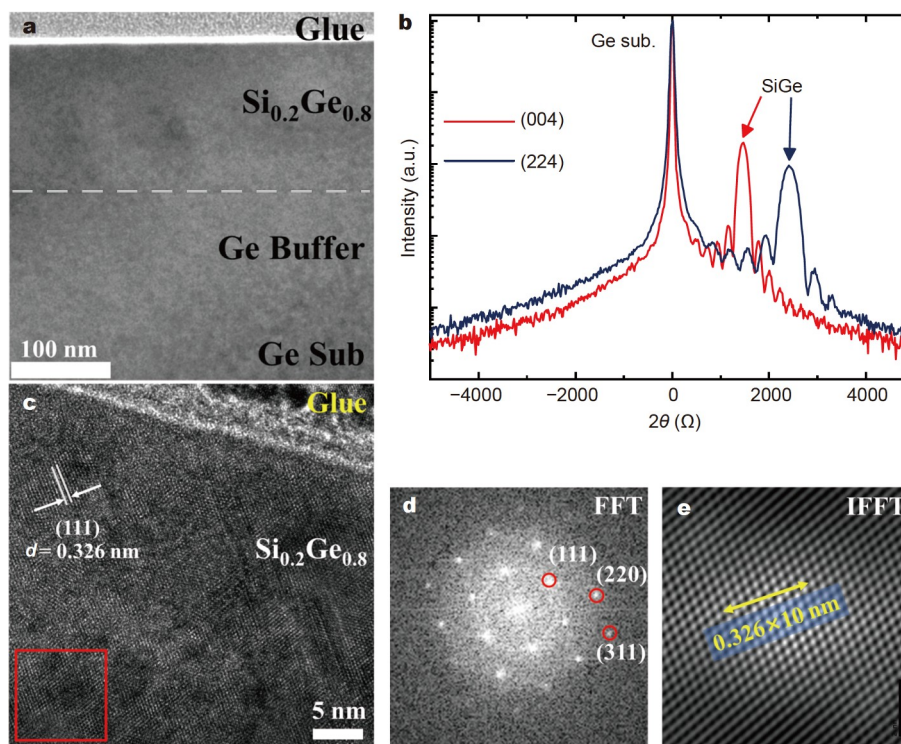 a
Glue
Si0.2Ge0.8
Ge Buffer
Ge Sub
100 nm
b
Ge sub.
SiGe
(004)
(224)
Intensity (a.u.)
−4000 −2000 0 2000 4000
2θ (Ω)
c
Glue
(111)
d = 0.326 nm
Si0.2Ge0.8
5 nm
d
FFT
(111)
(220)
(311)
e
IFFT
0.326×10 nm